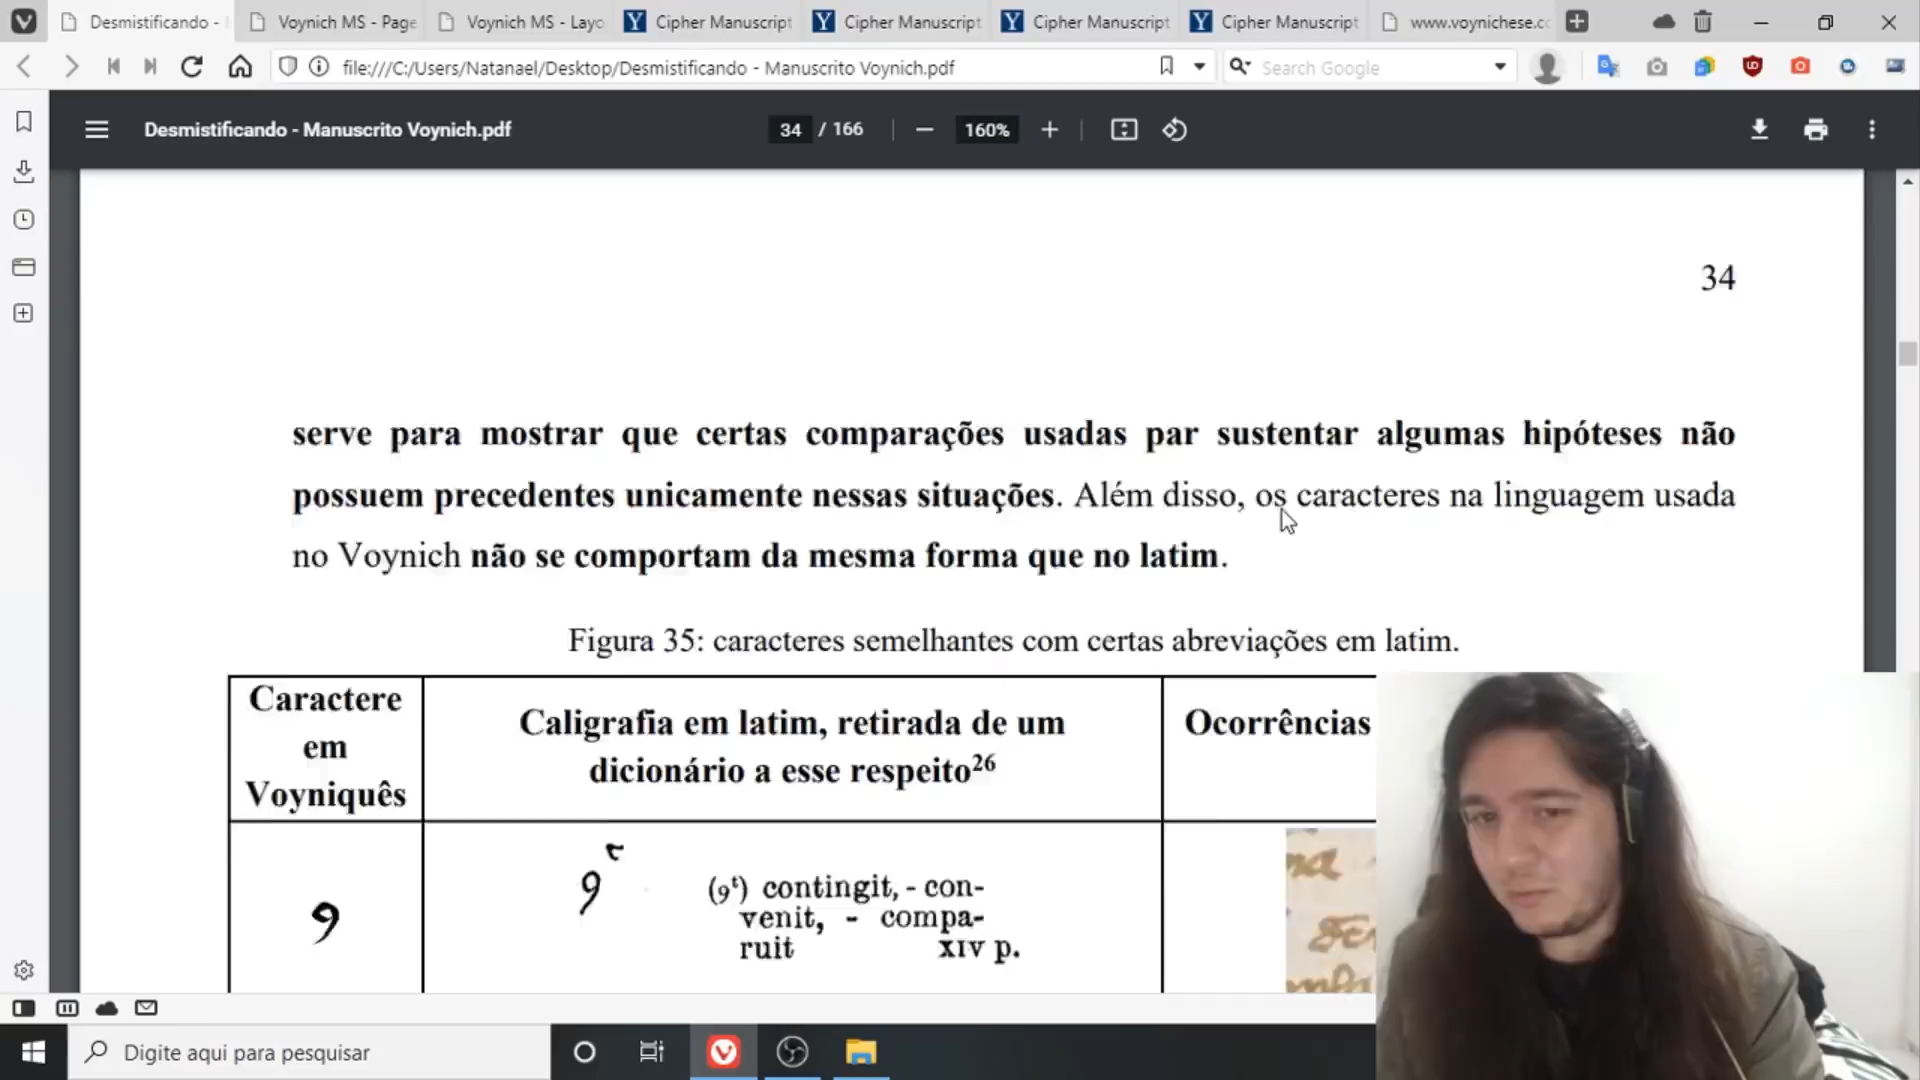 Desmistificando -
Voynich MS - Page
Voynich MS - Layo
Cipher Manuscript
Cipher Manuscript
Cipher Manuscript
Cipher Manuscript
www.voynichese.co
file:///C:/Users/Natanael/Desktop/Desmistificando - Manuscrito Voynich.pdf
Search Google
Desmistificando - Manuscrito Voynich.pdf
34 / 166
160%
34
serve para mostrar que certas comparações usadas par sustentar algumas hipóteses não
possuem precedentes unicamente nessas situações. Além disso, os caracteres na linguagem usada
no Voynich não se comportam da mesma forma que no latim.
Figura 35: caracteres semelhantes com certas abreviações em latim.
Caractere
em
Voyniquês
Caligrafia em latim, retirada de um
dicionário a esse respeito26
Ocorrências
9
9
(9t) contingit, - con-
venit, - compa-
ruit XIV p.
Digite aqui para pesquisar